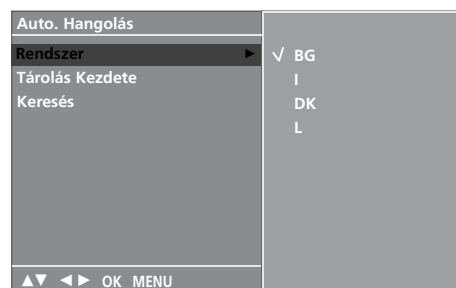 Auto. Hangolás
Rendszer ► √ BG
Tárolás Kezdete I
Keresés DK
L
▲▼ ◄► OK MENU